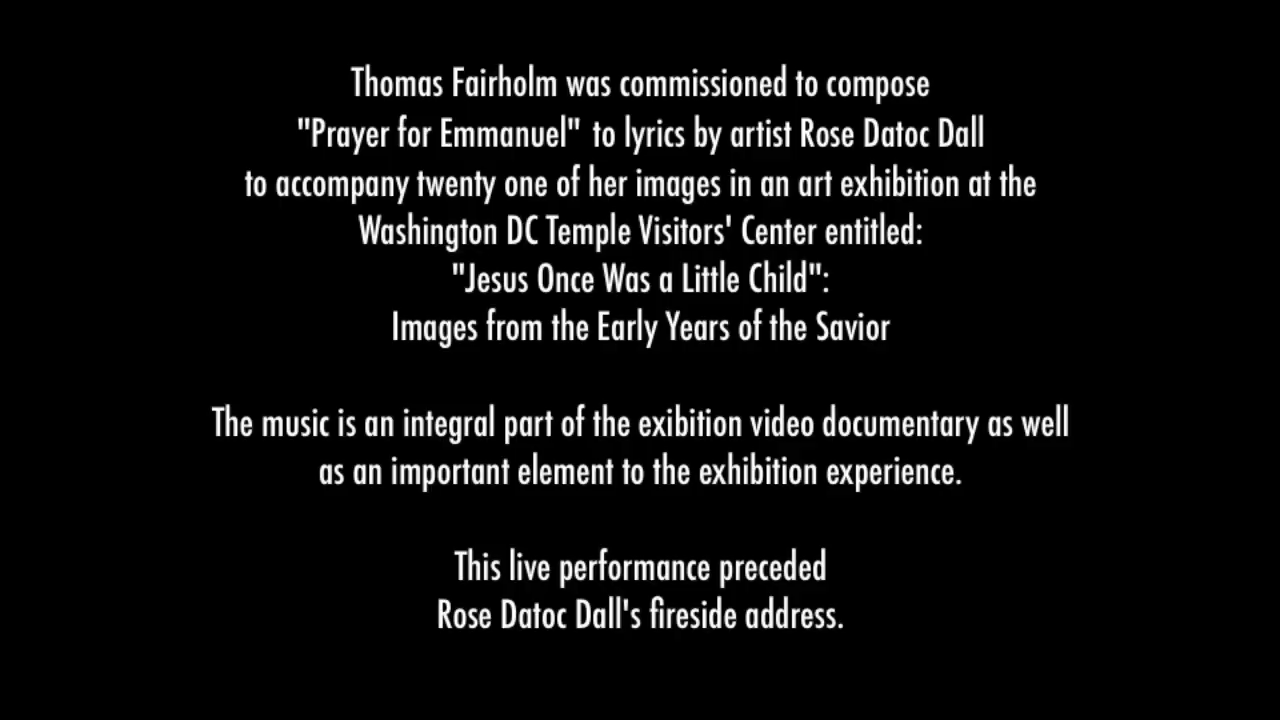 Thomas Fairholm was commissioned to compose
"Prayer for Emmanuel" to lyrics by artist Rose Datoc Dall
to accompany twenty one of her images in an art exhibition at the
Washington DC Temple Visitors' Center entitled:
"Jesus Once Was a Little Child":
Images from the Early Years of the Savior
The music is an integral part of the exibition video documentary as well
as an important element to the exhibition experience.
This live performance preceded
Rose Datoc Dall's fireside address.